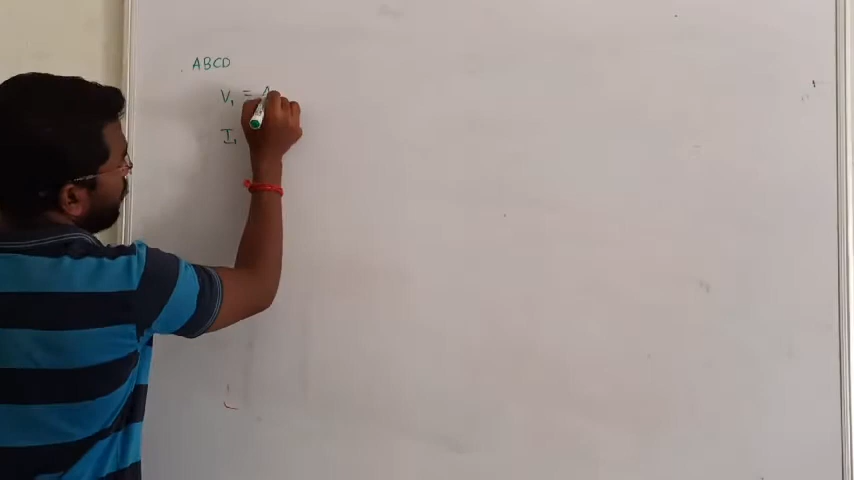 ABCD
V₁ = A
I₁